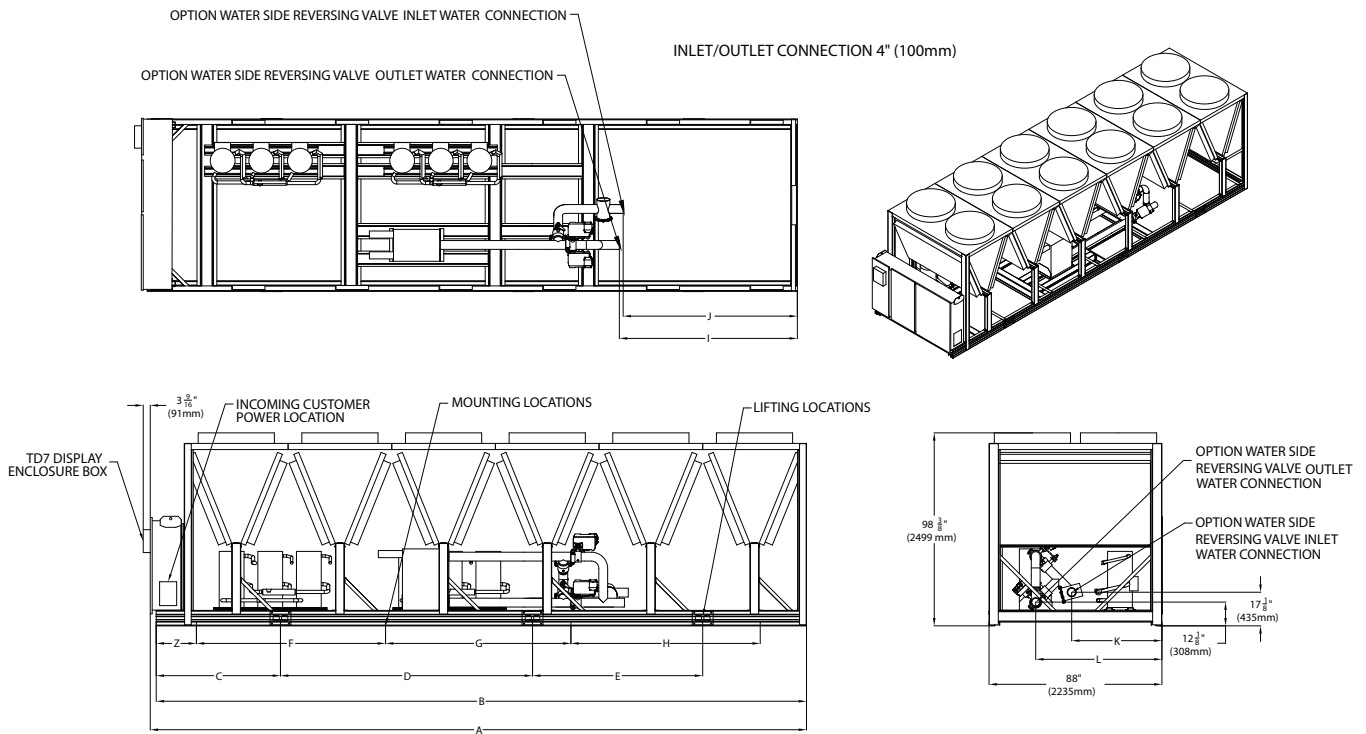 OPTION WATER SIDE REVERSING VALVE INLET WATER CONNECTION
INLET/OUTLET CONNECTION 4" (100mm)
OPTION WATER SIDE REVERSING VALVE OUTLET WATER CONNECTION
J
I
3 9/16"
(91mm)
INCOMING CUSTOMER
POWER LOCATION
MOUNTING LOCATIONS
LIFTING LOCATIONS
TD7 DISPLAY
ENCLOSURE BOX
Z
F
G
H
C
D
E
B
A
OPTION WATER SIDE
REVERSING VALVE OUTLET
WATER CONNECTION
OPTION WATER SIDE
REVERSING VALVE INLET
WATER CONNECTION
98 3/8"
(2499 mm)
17 1/8"
(435mm)
12 1/8"
(308mm)
K
L
88"
(2235mm)